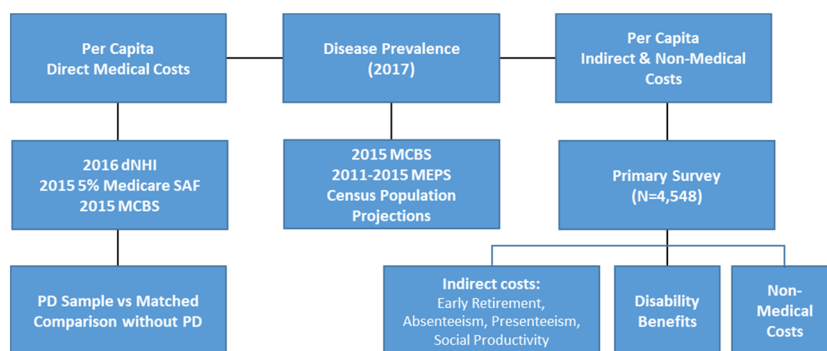 Per Capita
Direct Medical Costs
Disease Prevalence
(2017)
Per Capita
Indirect & Non-Medical
Costs
2016 dNHI
2015 5% Medicare SAF
2015 MCBS
2015 MCBS
2011-2015 MEPS
Census Population
Projections
Primary Survey
(N=4,548)
PD Sample vs Matched
Comparison without PD
Indirect costs:
Early Retirement,
Absenteeism, Presenteeism,
Social Productivity
Disability
Benefits
Non-
Medical
Costs